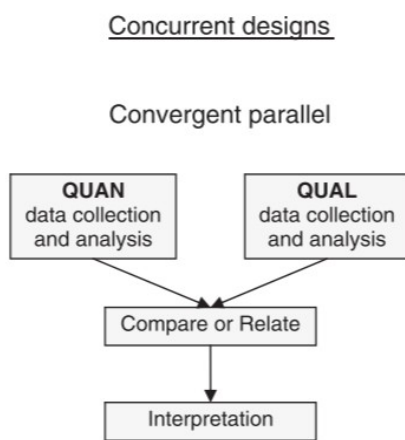 Concurrent designs
Convergent parallel
QUAN
data collection
and analysis
QUAL
data collection
and analysis
Compare or Relate
Interpretation